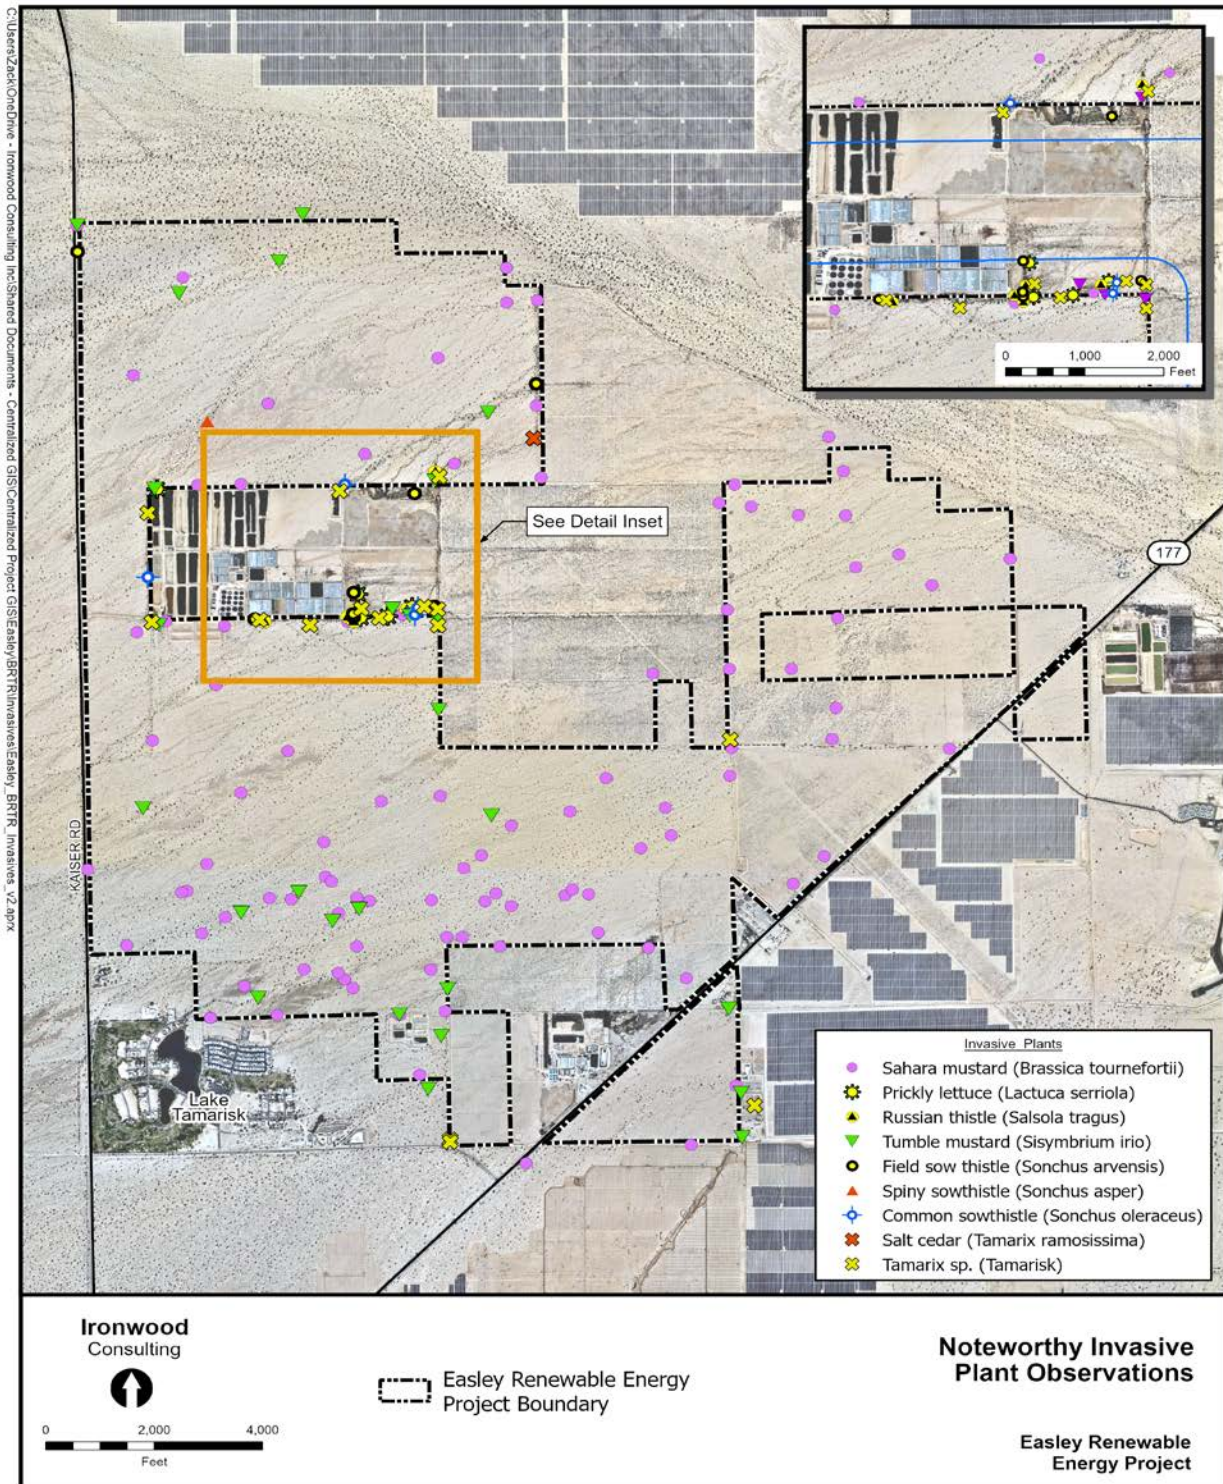 C:\Users\Zack\OneDrive - Ironwood Consulting Inc\Shared Documents - Centralized GIS\Centralized Project GIS\Easley\BRTR\Invasives\Easley_BRTR_Invasives_v2.aprx
0 1,000 2,000
Feet
See Detail Inset
177
KAISER RD
Lake
Tamarisk
Invasive Plants
Sahara mustard (Brassica tournefortii)
Prickly lettuce (Lactuca serriola)
Russian thistle (Salsola tragus)
Tumble mustard (Sisymbrium irio)
Field sow thistle (Sonchus arvensis)
Spiny sowthistle (Sonchus asper)
Common sowthistle (Sonchus oleraceus)
Salt cedar (Tamarix ramosissima)
Tamarix sp. (Tamarisk)
Ironwood
Consulting
0 2,000 4,000
Feet
Easley Renewable Energy
Project Boundary
Noteworthy Invasive
Plant Observations
Easley Renewable
Energy Project